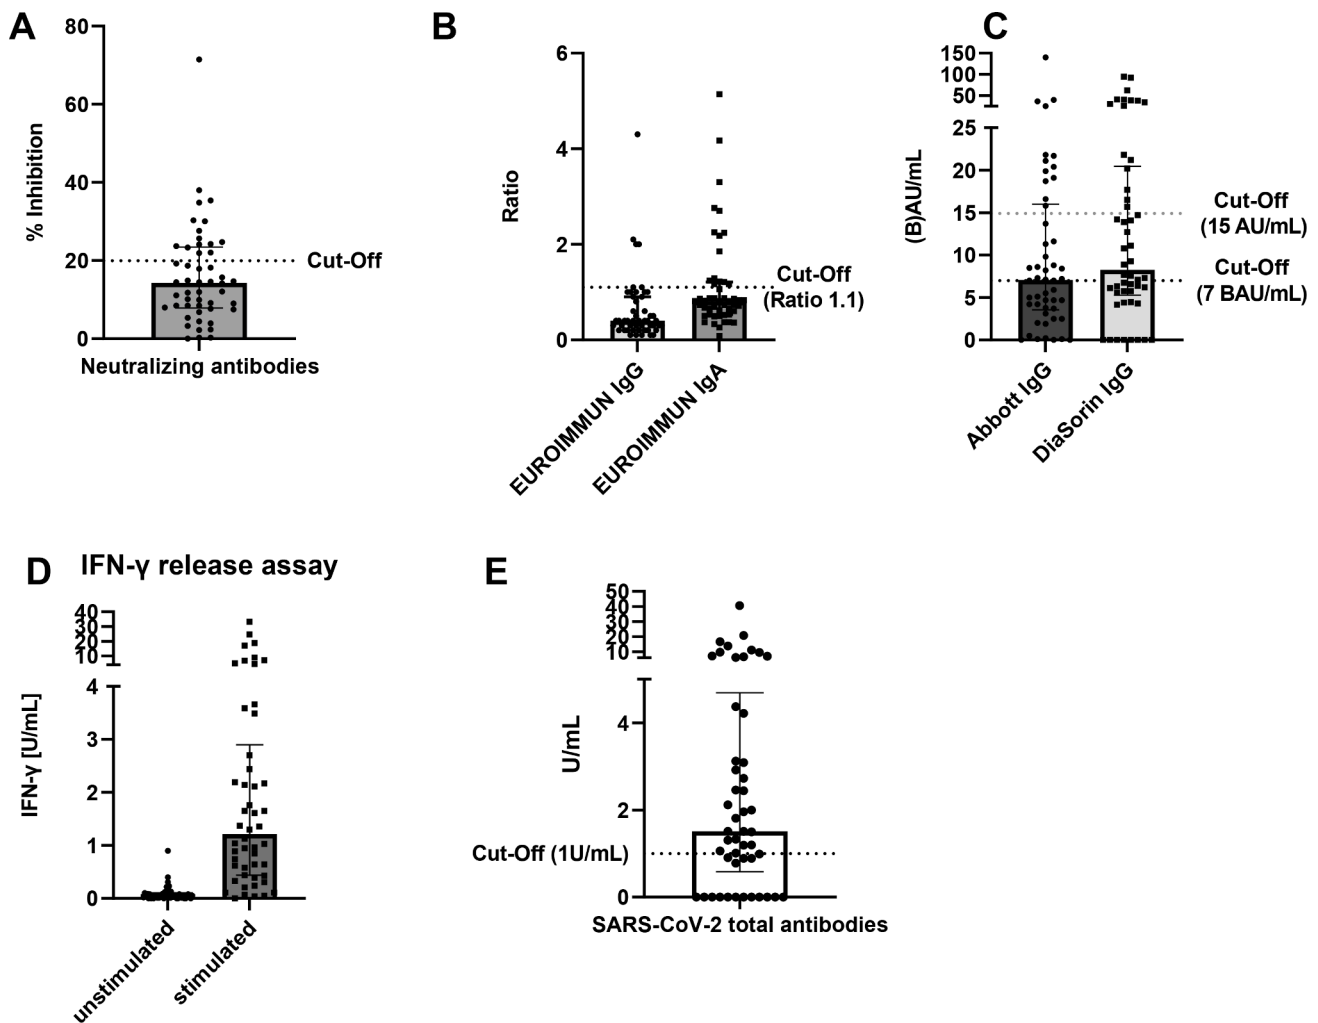 A
80
60
40
20
0
% Inhibition
Cut-Off
Neutralizing antibodies
B
6
4
2
0
Ratio
Cut-Off
(Ratio 1.1)
EUROIMMUN IgG
EUROIMMUN IgA
C
150
100
50
25
20
15
10
5
0
(B)AU/mL
Cut-Off
(15 AU/mL)
Cut-Off
(7 BAU/mL)
Abbott IgG
DiaSorin IgG
D
IFN-γ release assay
40
30
20
10
4
3
2
1
0
IFN-γ [U/mL]
unstimulated
stimulated
E
50
40
30
20
10
4
2
0
U/mL
Cut-Off (1U/mL)
SARS-CoV-2 total antibodies